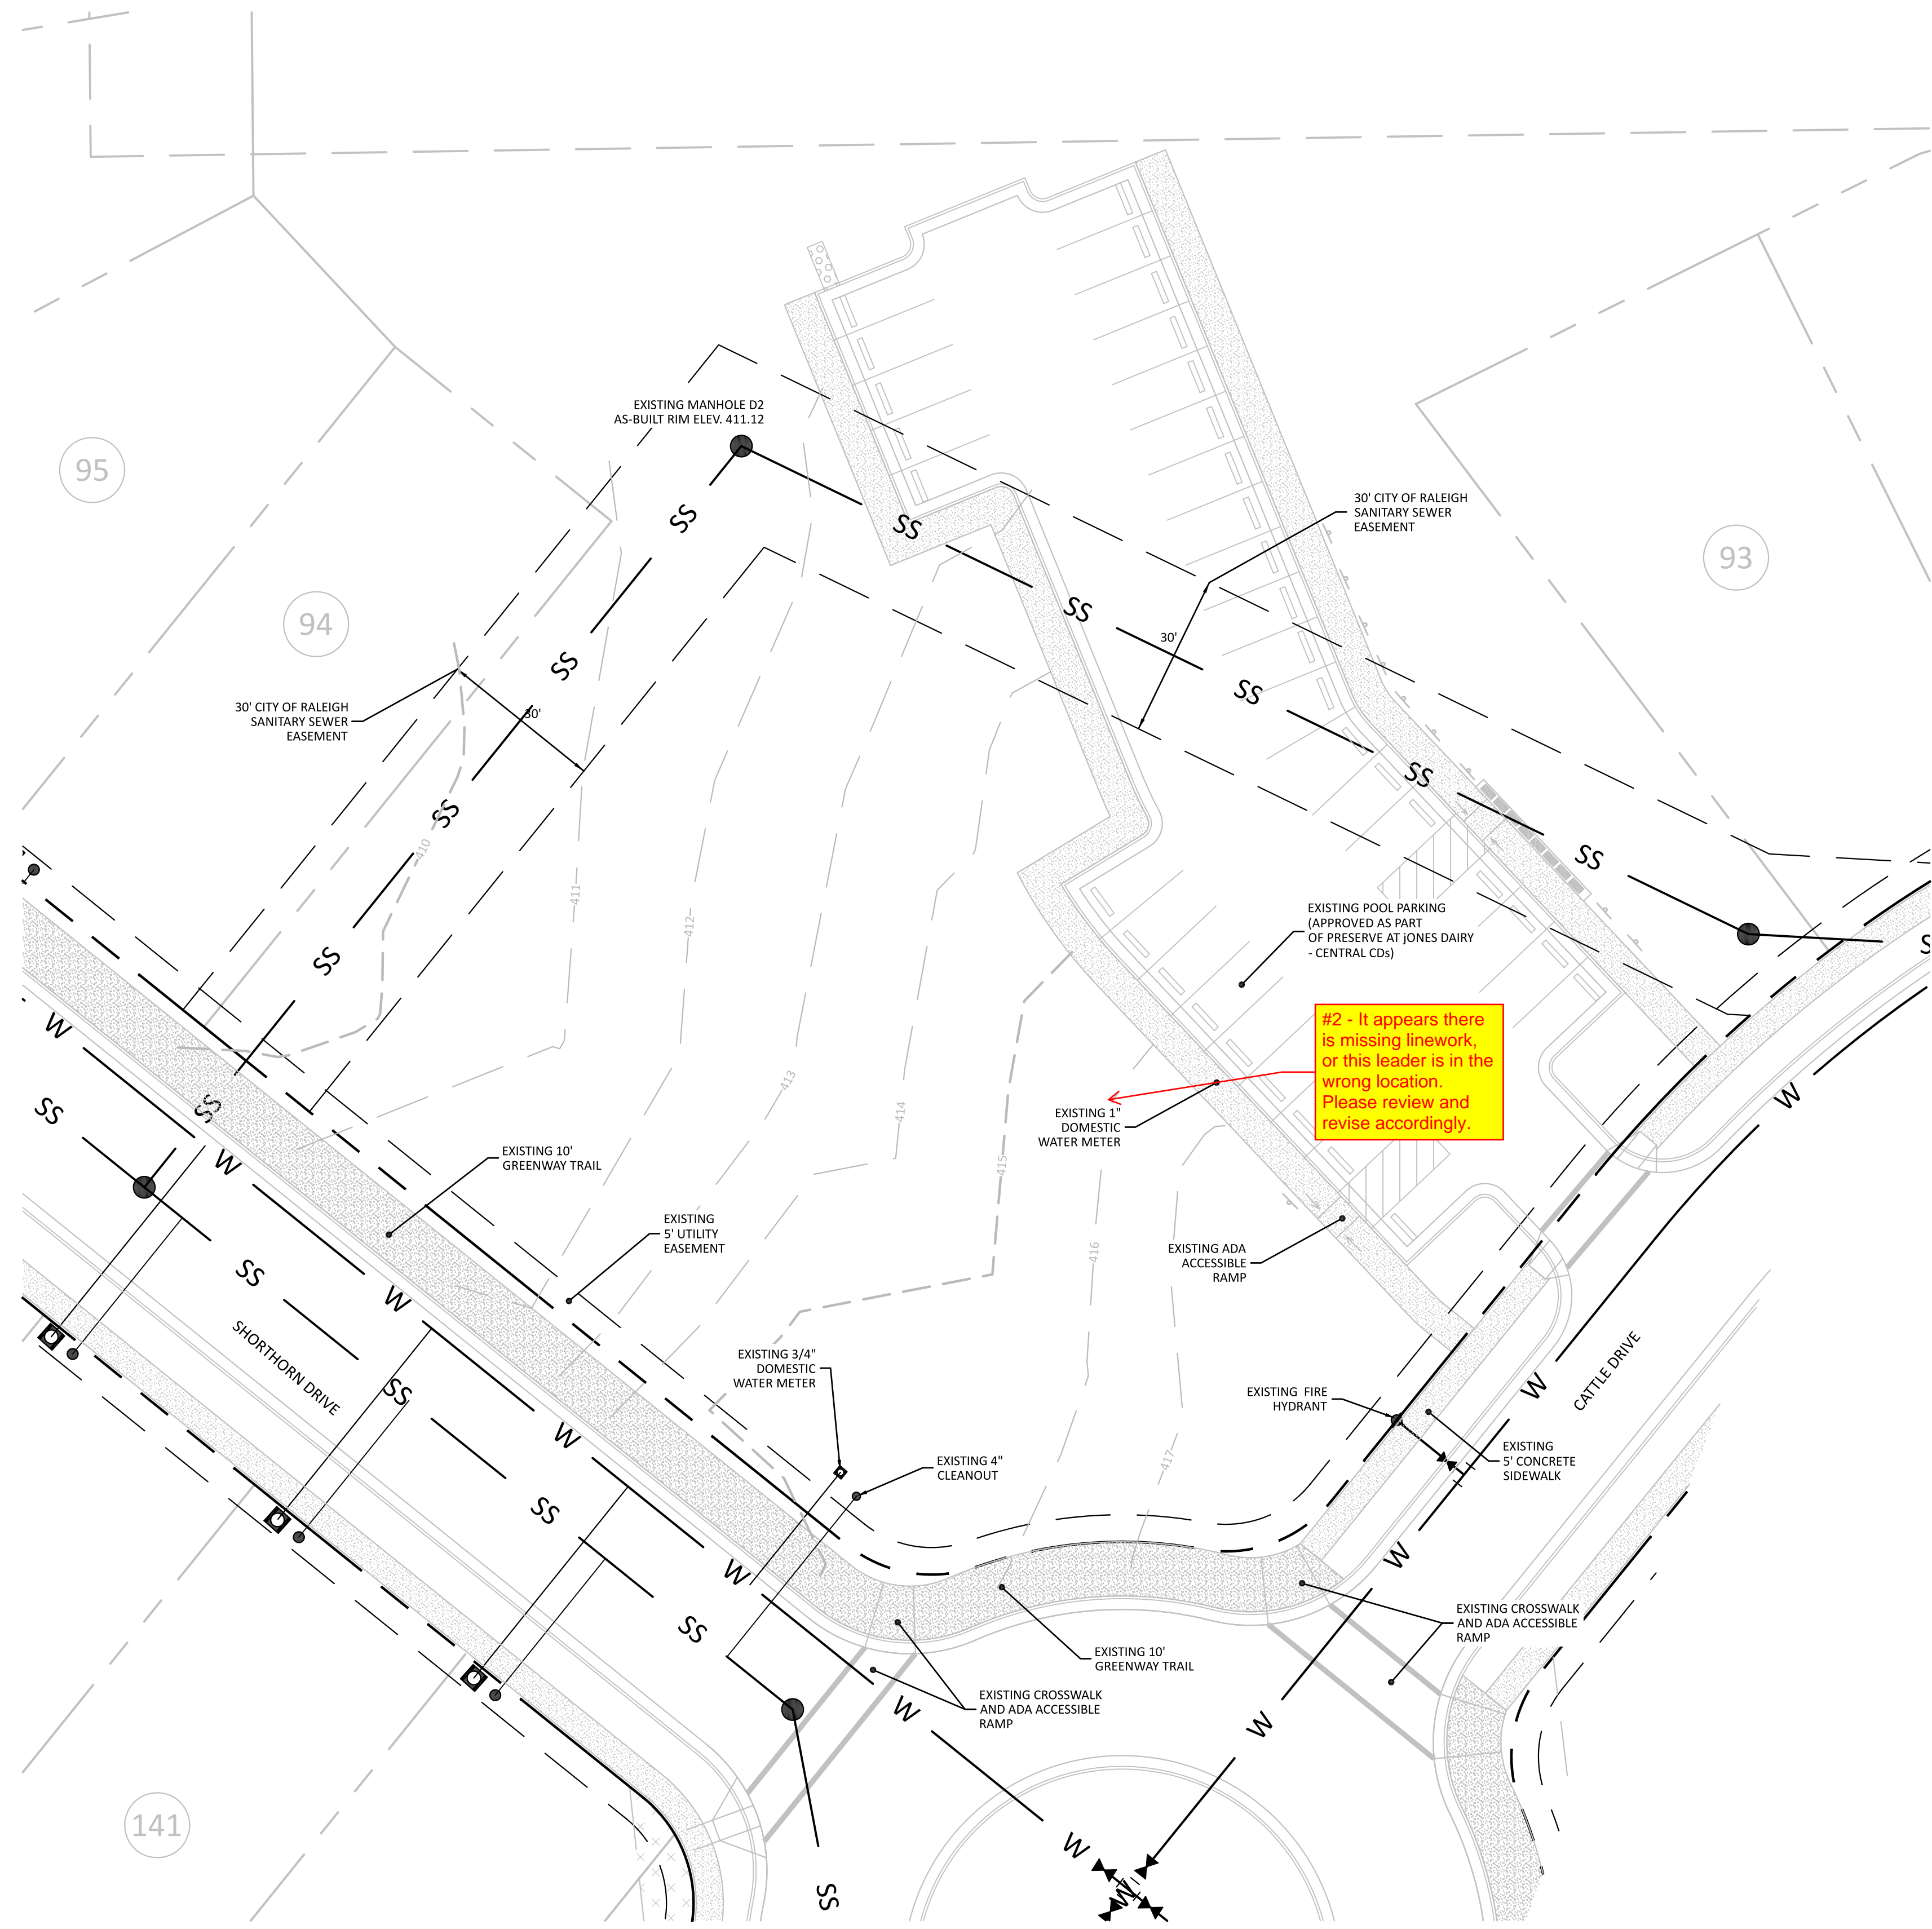 EXISTING MANHOLE D2
AS-BUILT RIM ELEV. 411.12
95
94
93
SS
SS
SS
SS
SS
SS
SS
SS
SS
SS
30' CITY OF RALEIGH
SANITARY SEWER
EASEMENT
30'
30' CITY OF RALEIGH
SANITARY SEWER
EASEMENT
30'
410
411
412
413
414
415
416
417
EXISTING POOL PARKING
(APPROVED AS PART
OF PRESERVE AT jONES DAIRY
- CENTRAL CDs)
#2 - It appears there
is missing linework,
or this leader is in the
wrong location.
Please review and
revise accordingly.
EXISTING 1"
DOMESTIC
WATER METER
EXISTING 10'
GREENWAY TRAIL
EXISTING
5' UTILITY
EASEMENT
EXISTING ADA
ACCESSIBLE
RAMP
EXISTING 3/4"
DOMESTIC
WATER METER
EXISTING 4"
CLEANOUT
EXISTING FIRE
HYDRANT
EXISTING
5' CONCRETE
SIDEWALK
SHORTHORN DRIVE
CATTLE DRIVE
EXISTING CROSSWALK
AND ADA ACCESSIBLE
RAMP
EXISTING 10'
GREENWAY TRAIL
EXISTING CROSSWALK
AND ADA ACCESSIBLE
RAMP
W
W
W
W
W
W
W
W
W
W
W
W
SS
SS
SS
SS
SS
SS
141